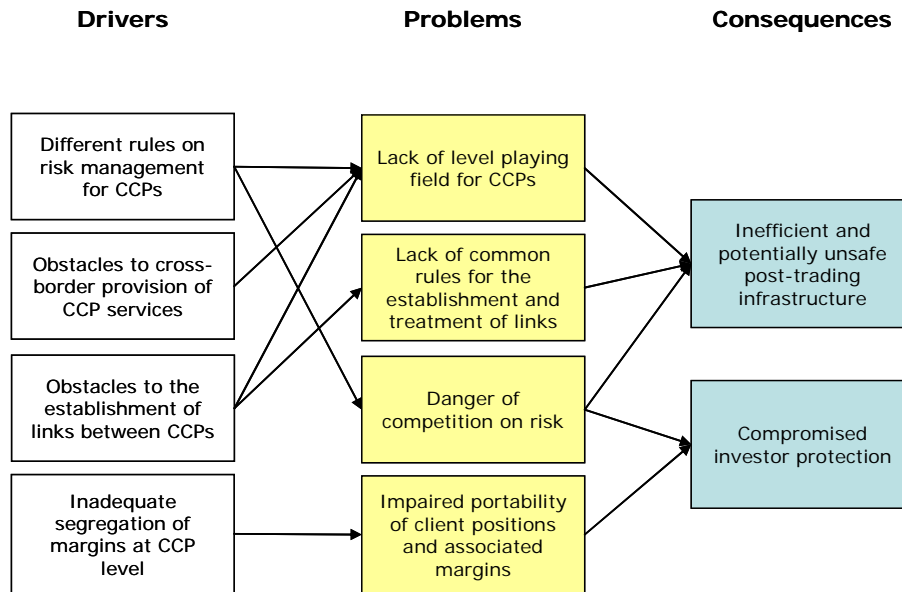 Drivers
Problems
Consequences
Different rules on
risk management
for CCPs
Obstacles to cross-
border provision of
CCP services
Obstacles to the
establishment of
links between CCPs
Inadequate
segregation of
margins at CCP
level
Lack of level playing
field for CCPs
Lack of common
rules for the
establishment and
treatment of links
Danger of
competition on risk
Impaired portability
of client positions
and associated
margins
Inefficient and
potentially unsafe
post-trading
infrastructure
Compromised
investor protection